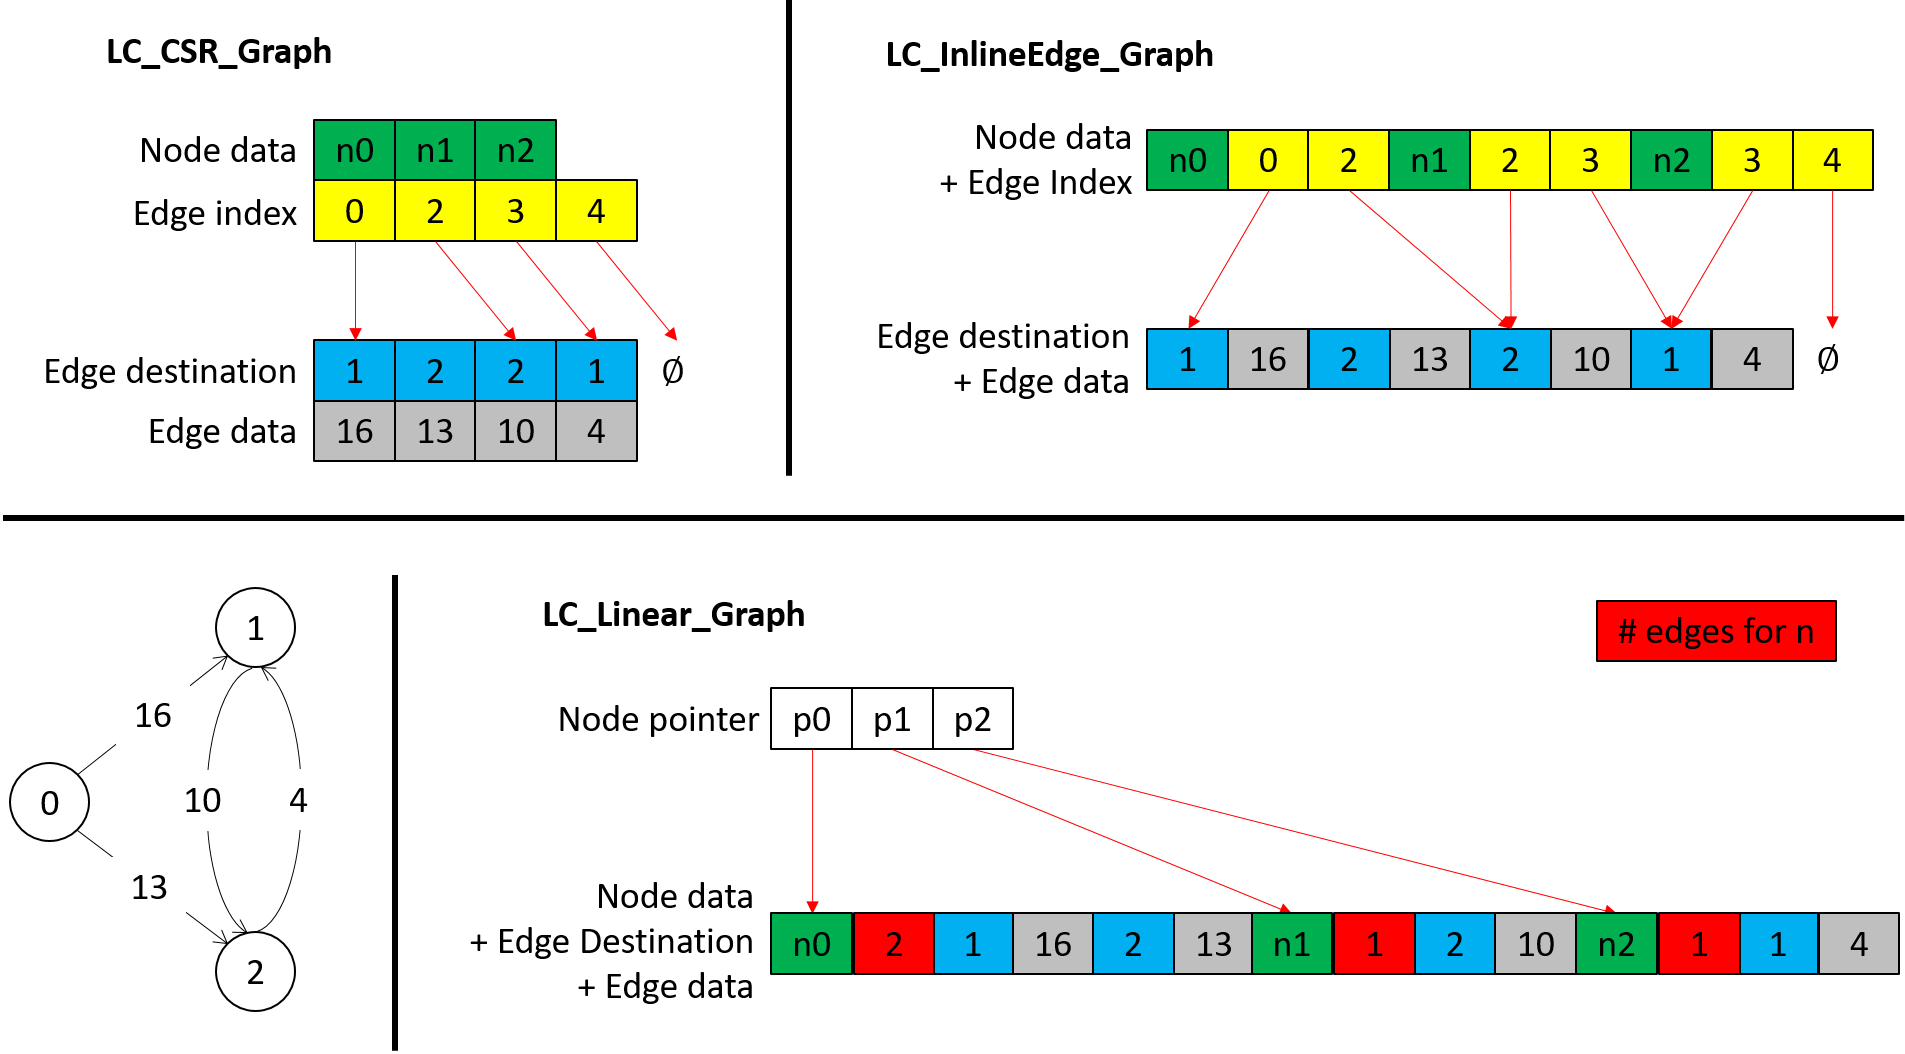 LC_CSR_Graph
Node data n0 n1 n2
Edge index 0 2 3 4
Edge destination 1 2 2 1 Ø
Edge data 16 13 10 4
LC_InlineEdge_Graph
Node data
+ Edge Index
n0 0 2 n1 2 3 n2 3 4
Edge destination
+ Edge data
1 16 2 13 2 10 1 4 Ø
1
16
0
10 4
13
2
LC_Linear_Graph
# edges for n
Node pointer p0 p1 p2
Node data
+ Edge Destination
+ Edge data
n0 2 1 16 2 13 n1 1 2 10 n2 1 1 4